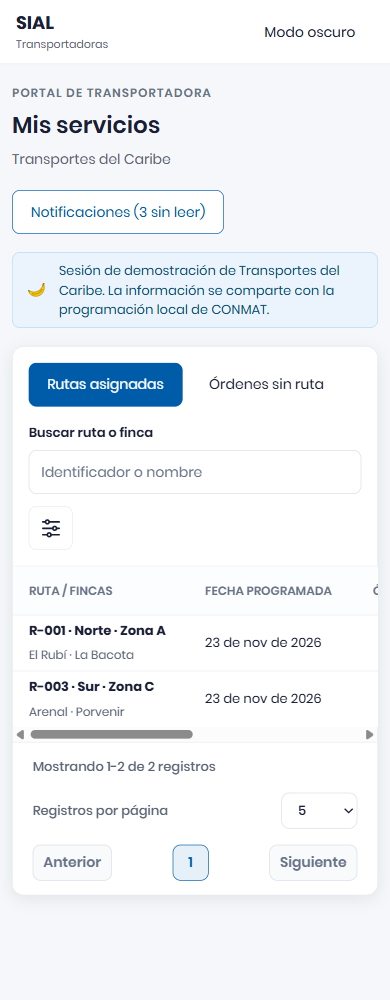 SIAL
Transportadoras
Modo oscuro
PORTAL DE TRANSPORTADORA
Mis servicios
Transportes del Caribe
Notificaciones (3 sin leer)
Sesión de demostración de Transportes del
Caribe. La información se comparte con la
programación local de CONMAT.
Rutas asignadas
Órdenes sin ruta
Buscar ruta o finca
Identificador o nombre
RUTA / FINCAS
FECHA PROGRAMADA
R-001 · Norte · Zona A
El Rubí · La Bacota
23 de nov de 2026
R-003 · Sur · Zona C
Arenal · Porvenir
23 de nov de 2026
Mostrando 1-2 de 2 registros
Registros por página
5
Anterior
1
Siguiente